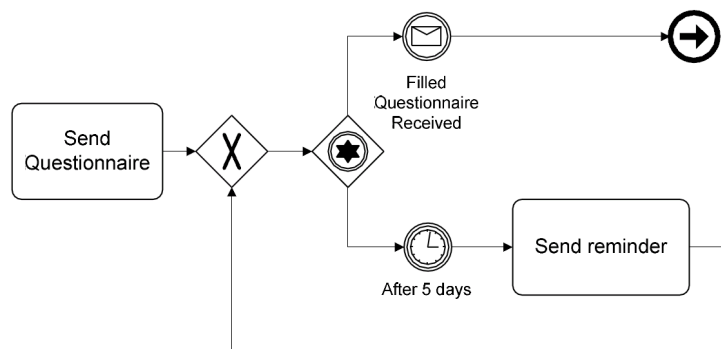 Send
Questionnaire
Filled
Questionnaire
Received
After 5 days
Send reminder